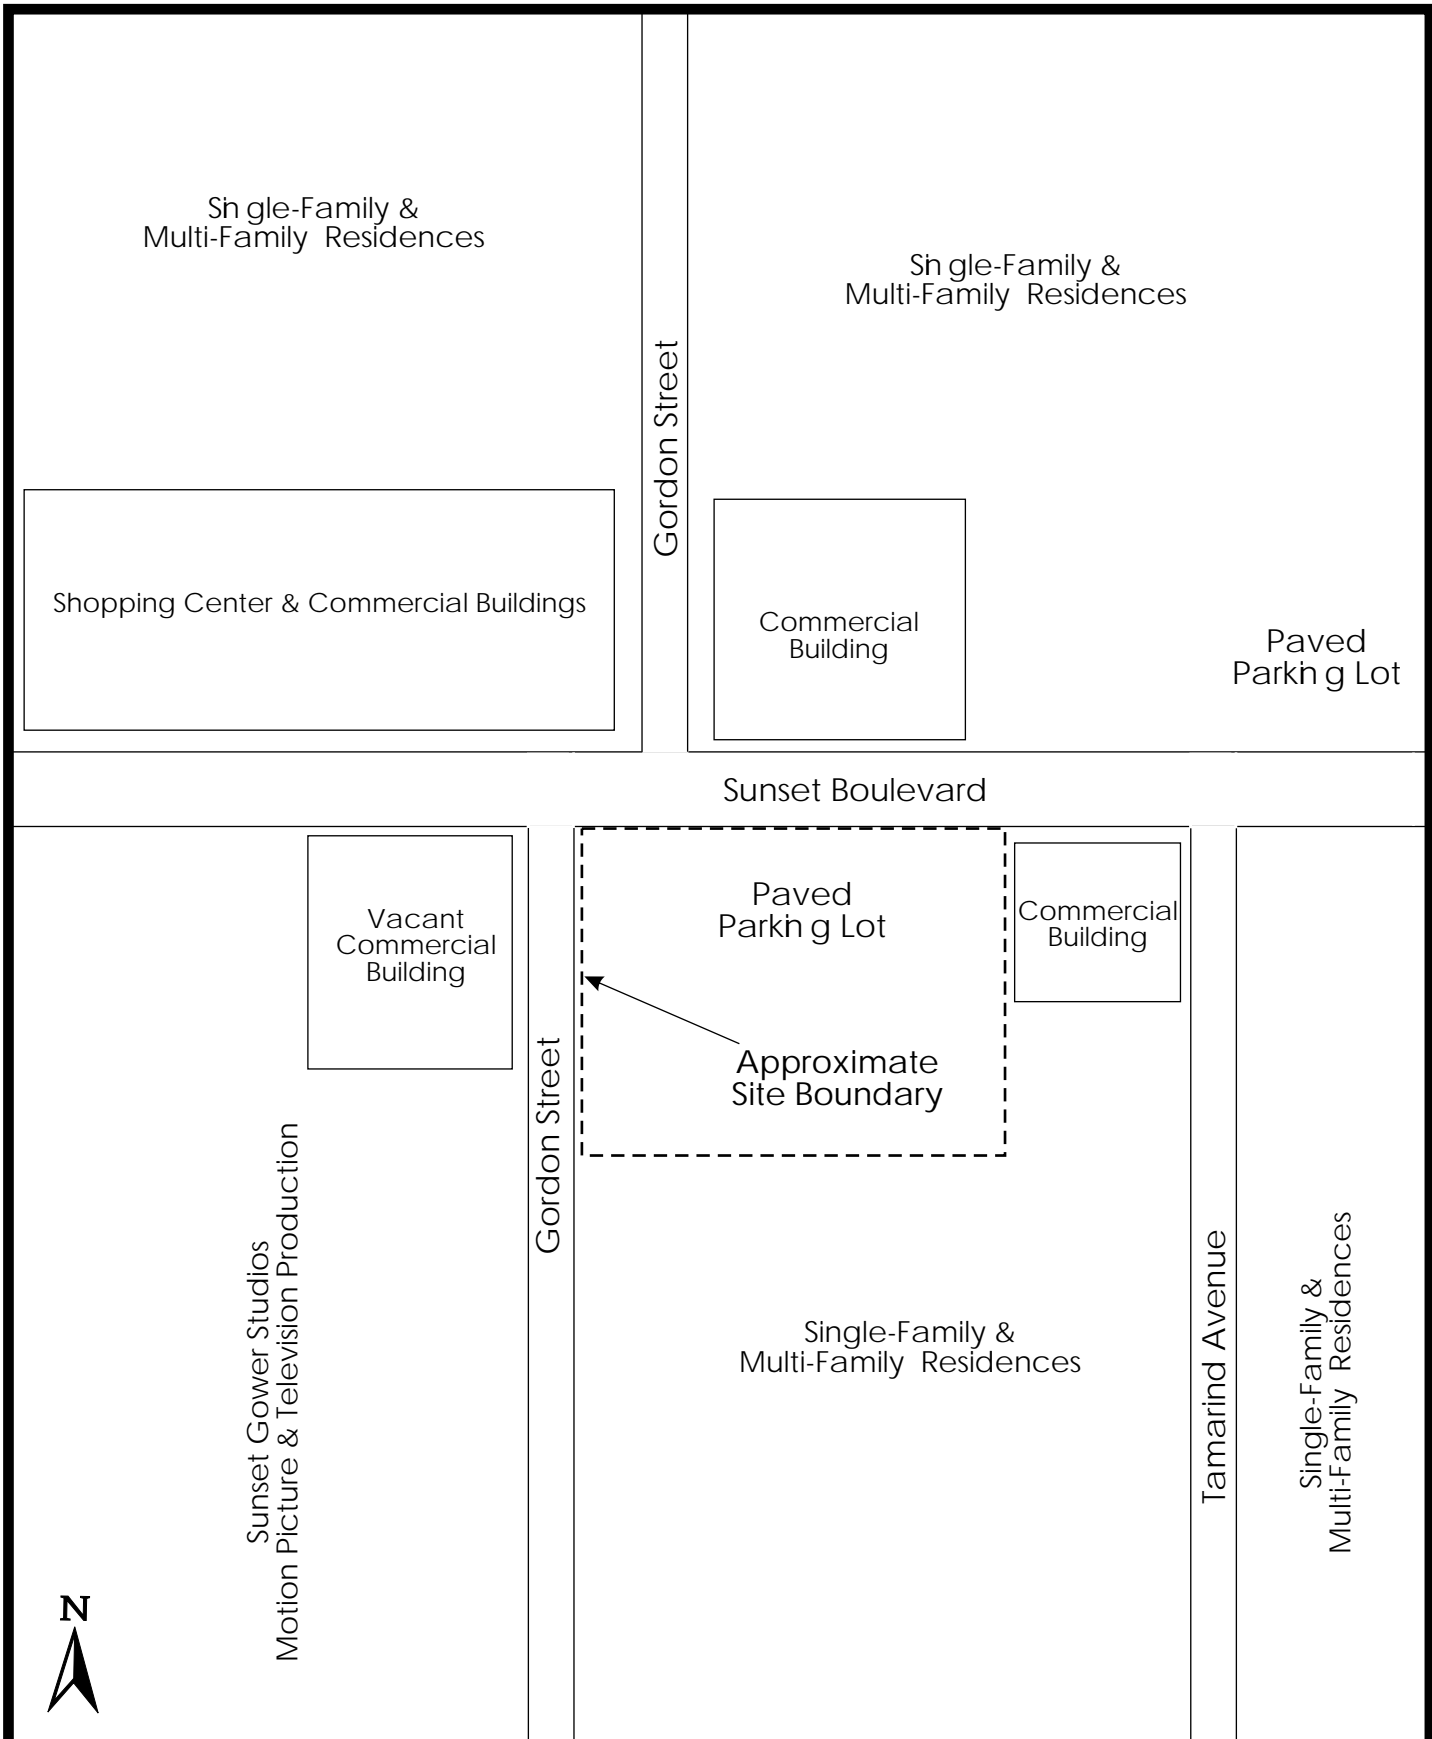 Single-Family &
Multi-Family Residences
Single-Family &
Multi-Family Residences
Gordon Street
Shopping Center & Commercial Buildings
Commercial
Building
Paved
Parking Lot
Sunset Boulevard
Vacant
Commercial
Building
Paved
Parking Lot
Commercial
Building
Approximate
Site Boundary
Gordon Street
Sunset Gower Studios
Motion Picture & Television Production
Single-Family &
Multi-Family Residences
Tamarind Avenue
Single-Family &
Multi-Family Residences
N